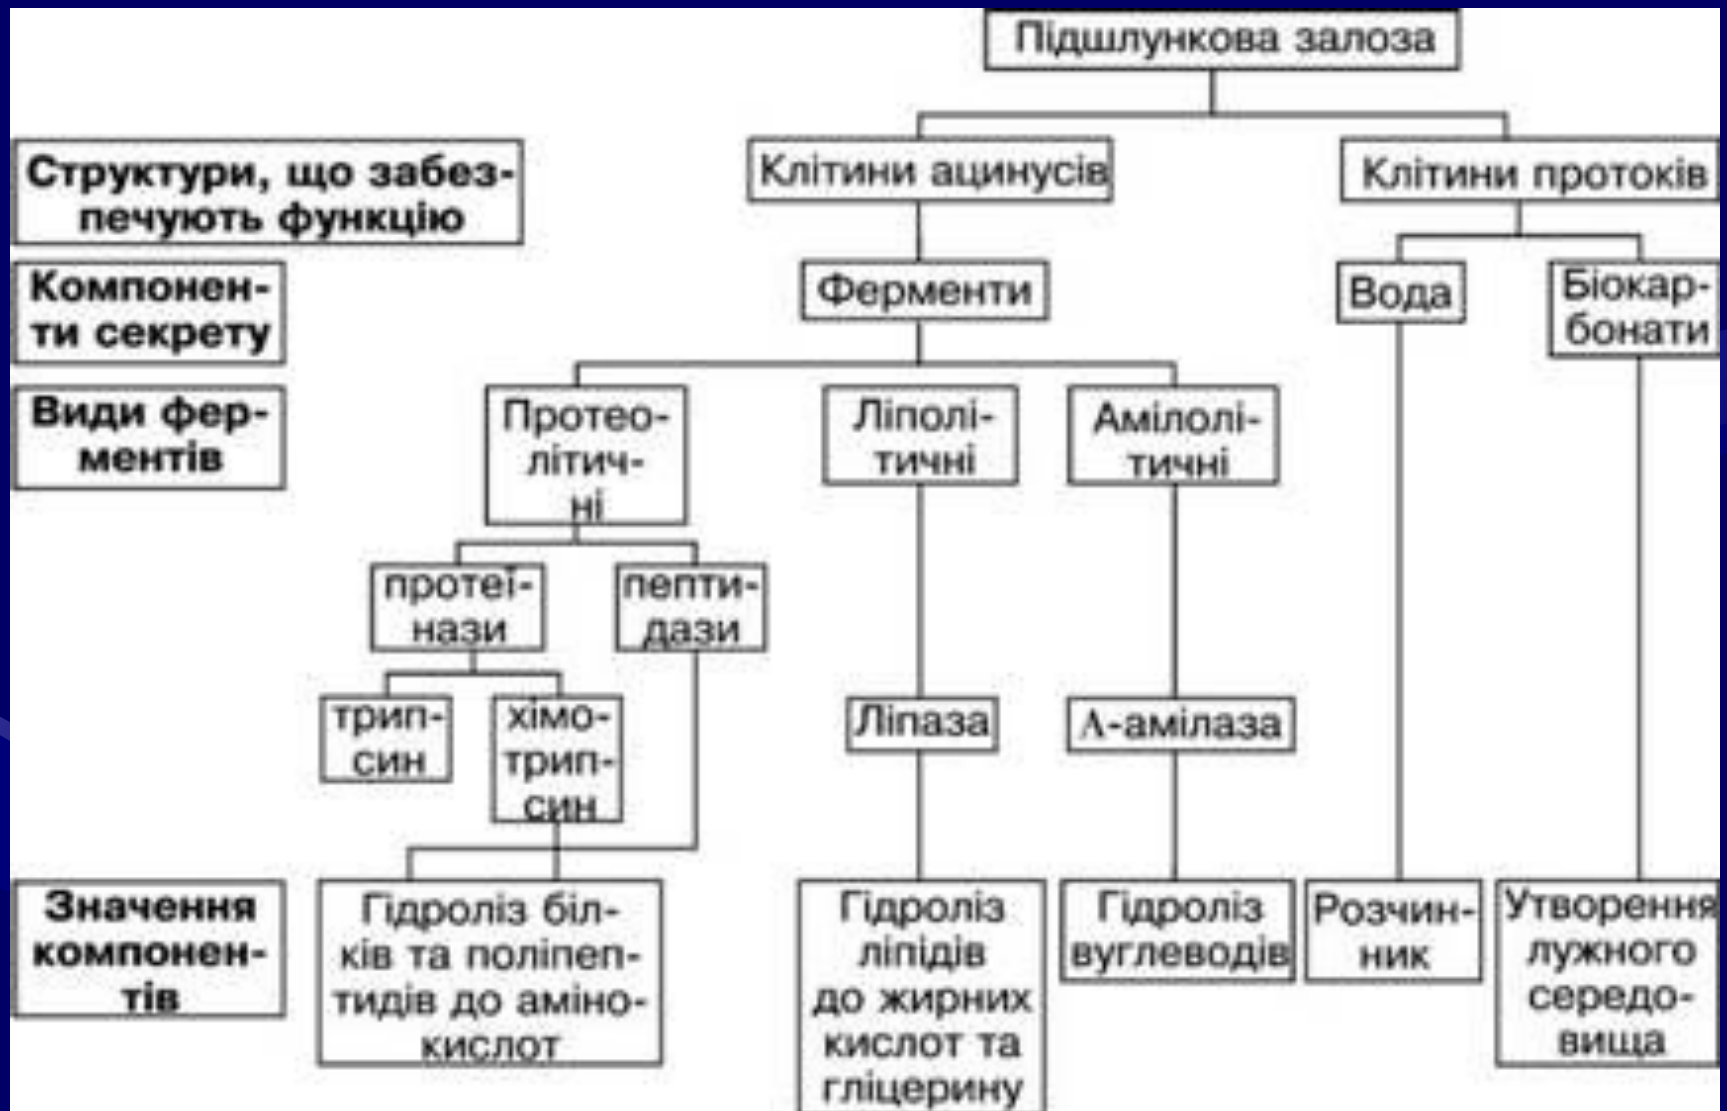 Підшлункова залоза
Структури, що забез-
печують функцію
Клітини ацинусів
Клітини протоків
Компонен-
ти секрету
Ферменти
Вода
Біокар-
бонати
Види фер-
ментів
Протео-
літич-
ні
Ліполі-
тичні
Амілолі-
тичні
протеї-
нази
пепти-
дази
трип-
син
хімо-
трип-
син
Ліпаза
Λ-амілаза
Значення
компонен-
тів
Гідроліз біл-
ків та поліпеп-
тидів до аміно-
кислот
Гідроліз
ліпідів
до жирних
кислот та
гліцерину
Гідроліз
вуглеводів
Розчин-
ник
Утворення
лужного
середо-
вища